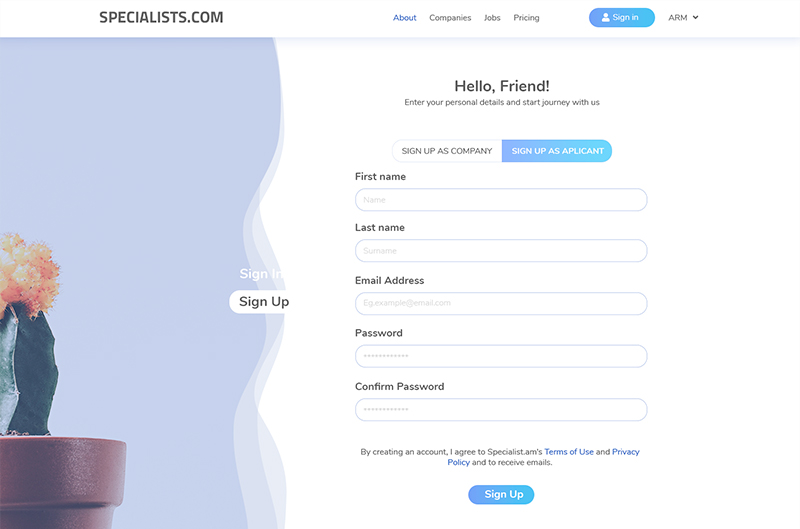 SPECIALISTS.COM
About Companies Jobs Pricing Sign in ARM
Hello, Friend!
Enter your personal details and start journey with us
SIGN UP AS COMPANY SIGN UP AS APLICANT
First name
Name
Last name
Surname
Sign In
Sign Up
Email Address
Eg.example@email.com
Password
************
Confirm Password
************
By creating an account, I agree to Specialist.am's Terms of Use and Privacy
Policy and to receive emails.
Sign Up